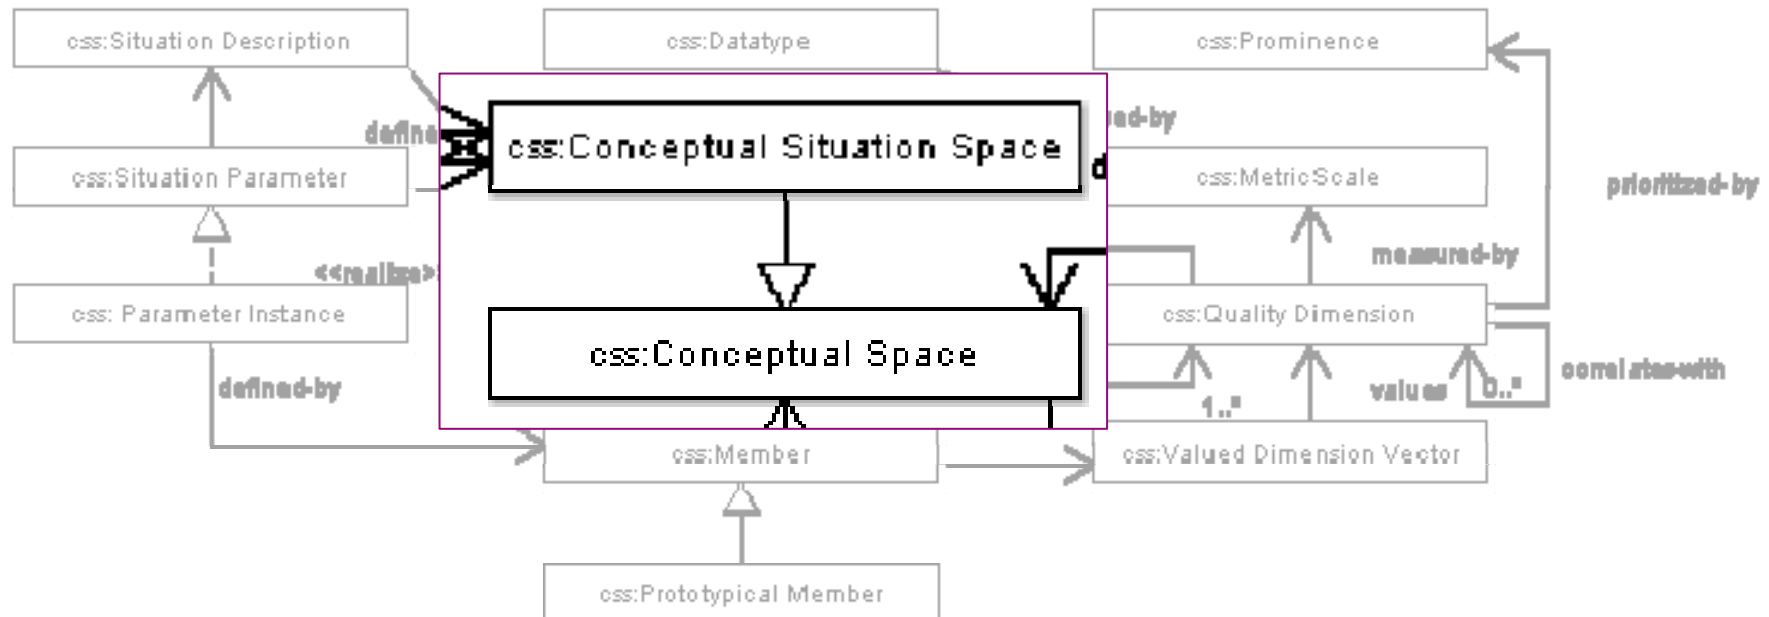 css:Situation Description
css:Datatype
css:Prominence
css:Conceptual Situation Space
css:Situation Parameter
css:MetricScale
prioritized-by
measured-by
<<realize>
css: Parameter Instance
css:Quality Dimension
css:Conceptual Space
defined-by
values
0..*
correlates-with
1..*
css:Member
css:Valued Dimension Vector
css:Prototypical Member